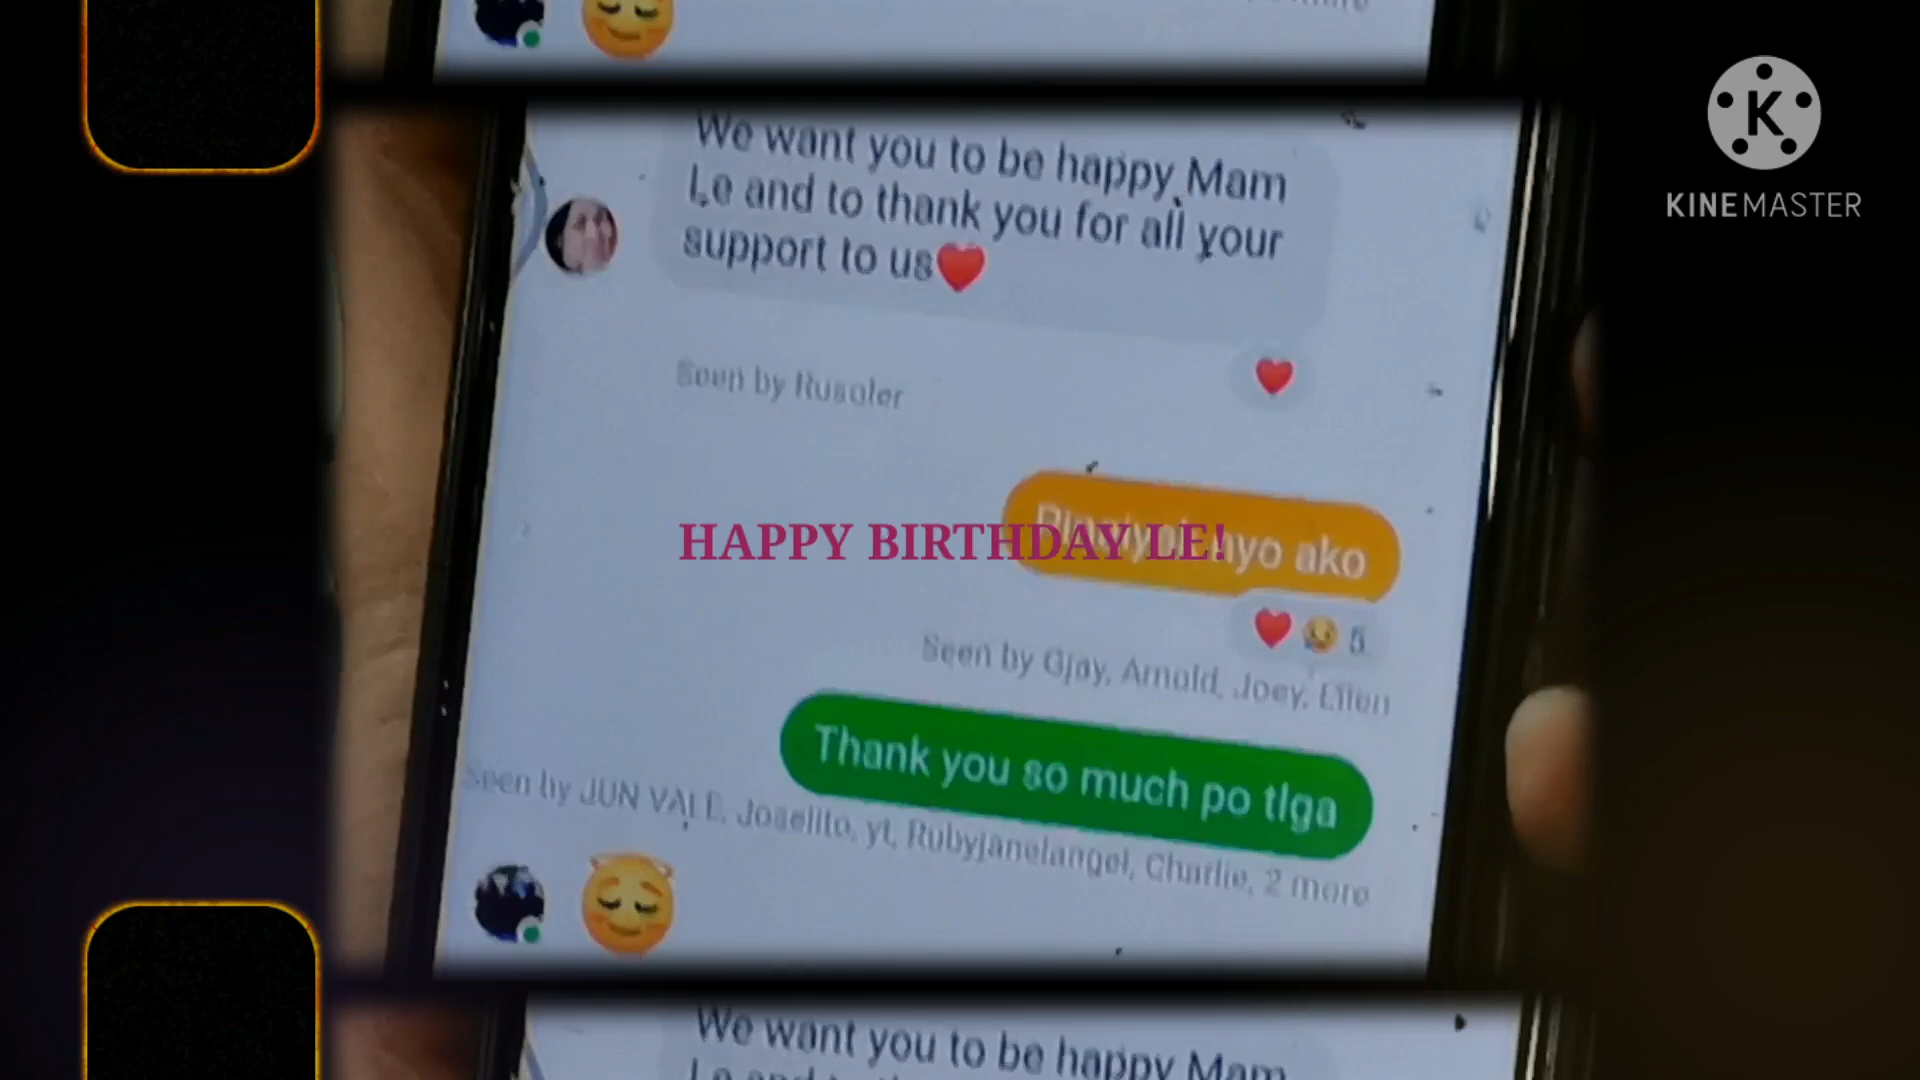 We want you to be happy Mam
Le and to thank you for all your
support to us❤️
Seen by Rusoler
nyo ako
HAPPY BIRTHDAY LE!
5
Seen by Gjay, Arnold, Joey, Ellen
Thank you so much po tlga
Seen by JUN VALE, Joselito, yt, Rubyjanelangel, Charlie, 2 more
We want you to be happy Mam
KINEMASTER